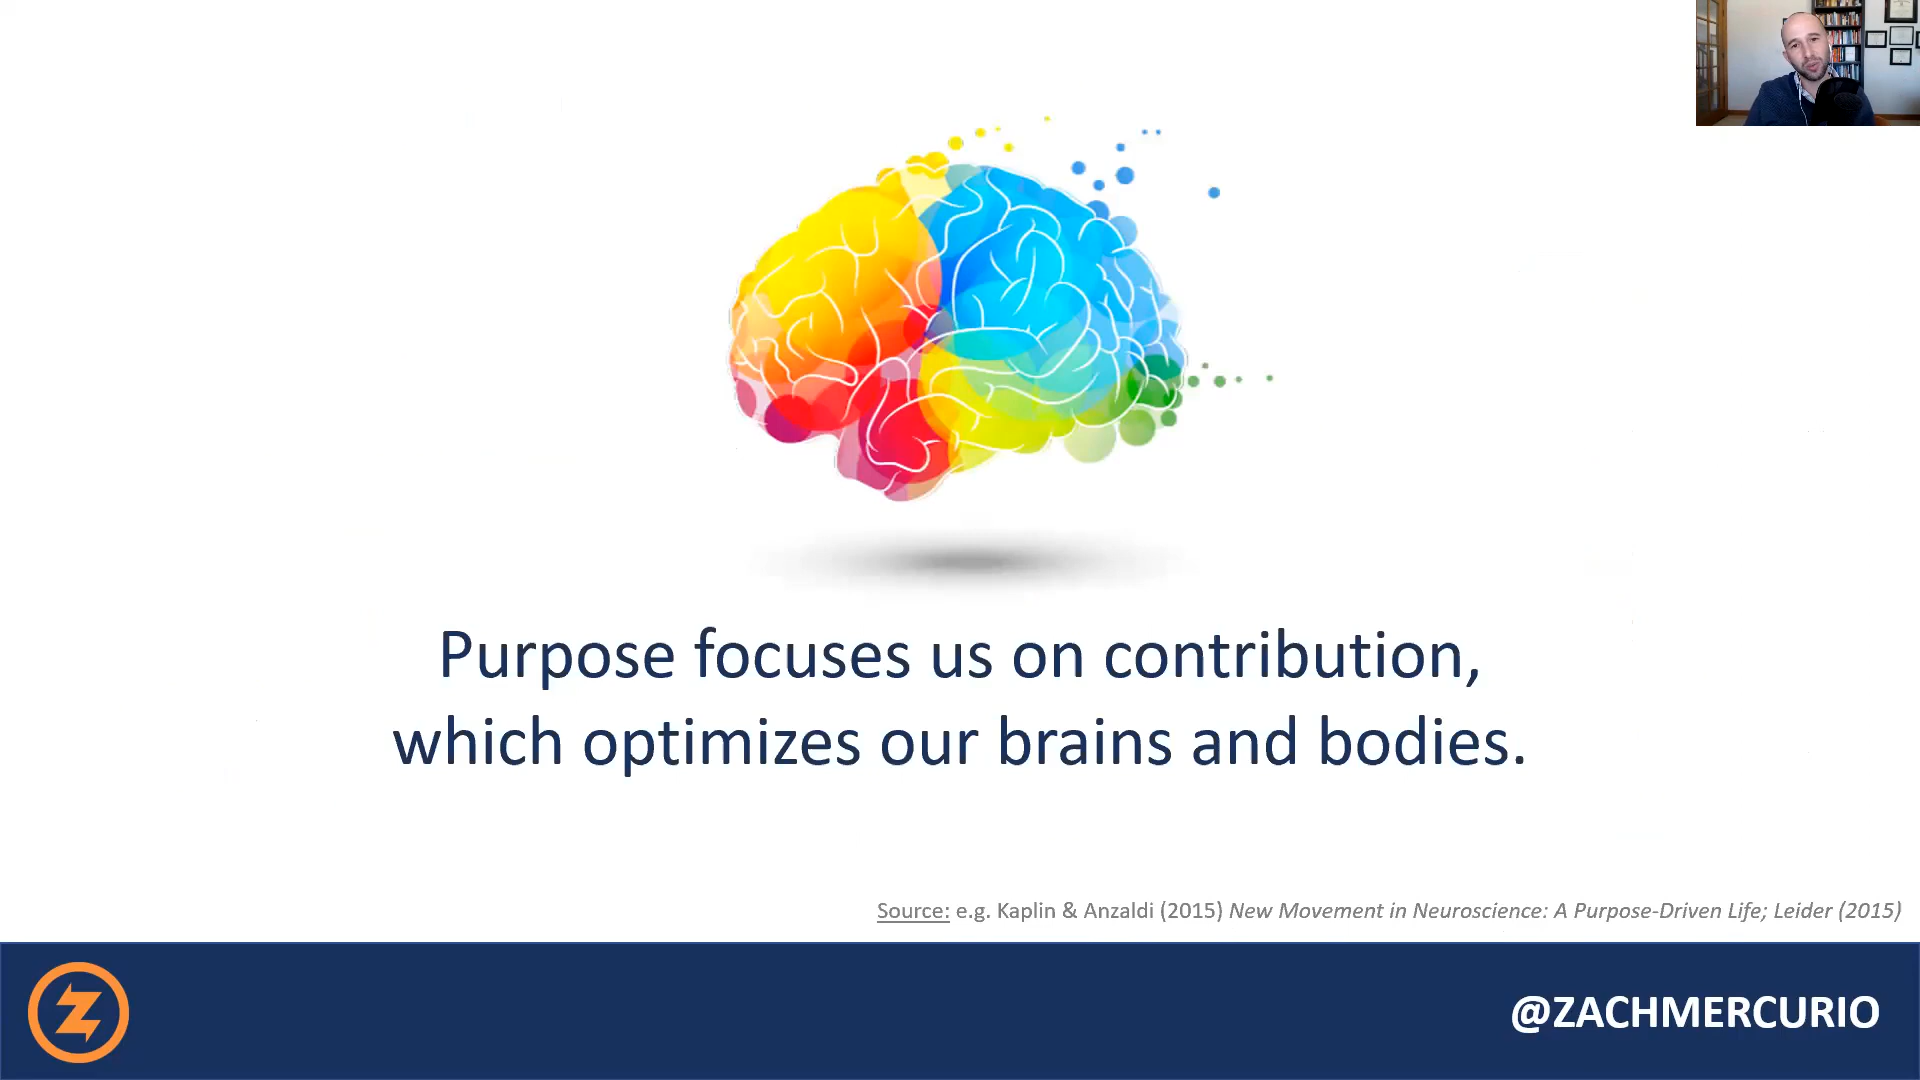 Purpose focuses us on contribution,
which optimizes our brains and bodies.
Source: e.g. Kaplin & Anzaldi (2015) New Movement in Neuroscience: A Purpose-Driven Life; Leider (2015)
Z
@ZACHMERCURIO